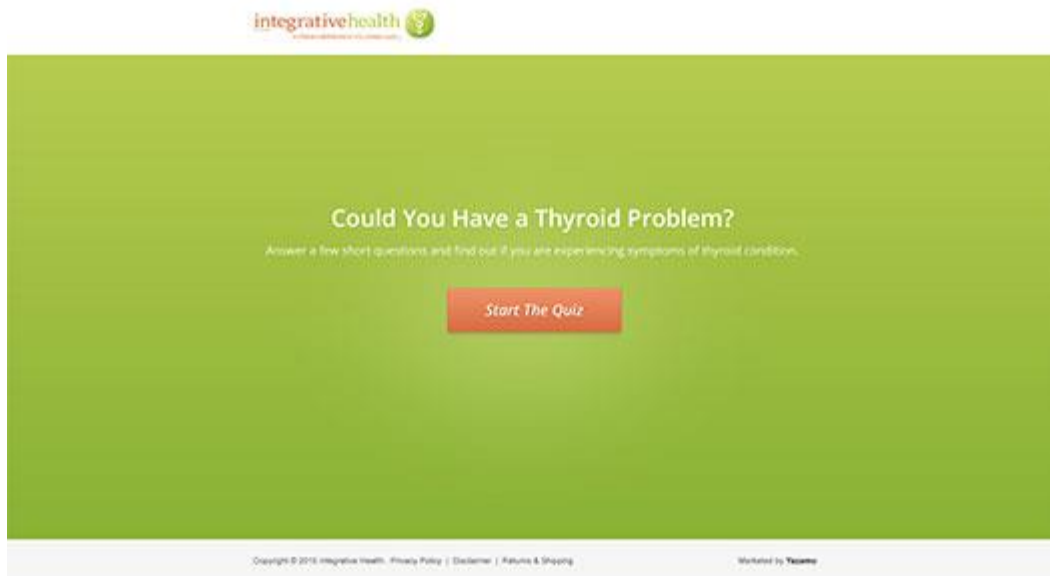 integrativehealth
Could You Have a Thyroid Problem?
Answer a few short questions and find out if you are experiencing symptoms of thyroid condition.
Start The Quiz
Copyright © 2015 Integrative Health. Privacy Policy | Disclaimer | Returns & Shipping
Marketed by